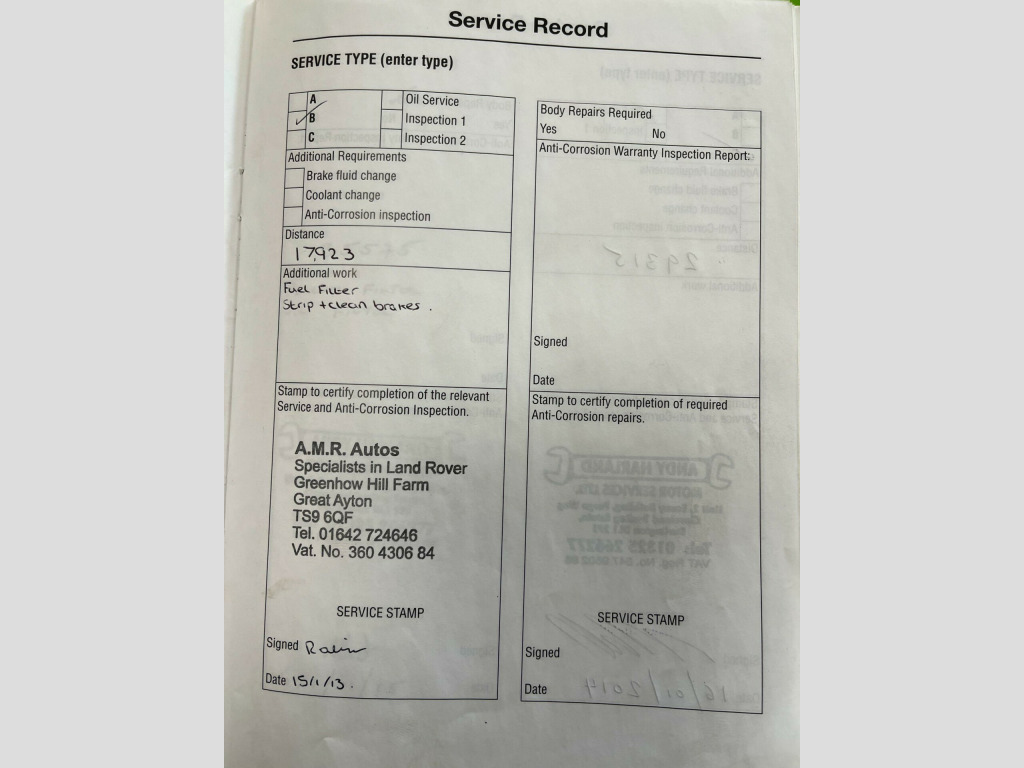 Service Record
SERVICE TYPE (enter type)
A Oil Service
B Inspection 1
C Inspection 2
Additional Requirements
Brake fluid change
Coolant change
Anti-Corrosion inspection
Distance
17,923
Additional work
Fuel Filter
Strip + clean brakes.
Stamp to certify completion of the relevant
Service and Anti-Corrosion Inspection.
A.M.R. Autos
Specialists in Land Rover
Greenhow Hill Farm
Great Ayton
TS9 6QF
Tel. 01642 724646
Vat. No. 360 4306 84
SERVICE STAMP
Signed
Date 15/1/13.
Body Repairs Required
Yes No
Anti-Corrosion Warranty Inspection Report:
Signed
Date
Stamp to certify completion of required
Anti-Corrosion repairs.
SERVICE STAMP
Signed
Date